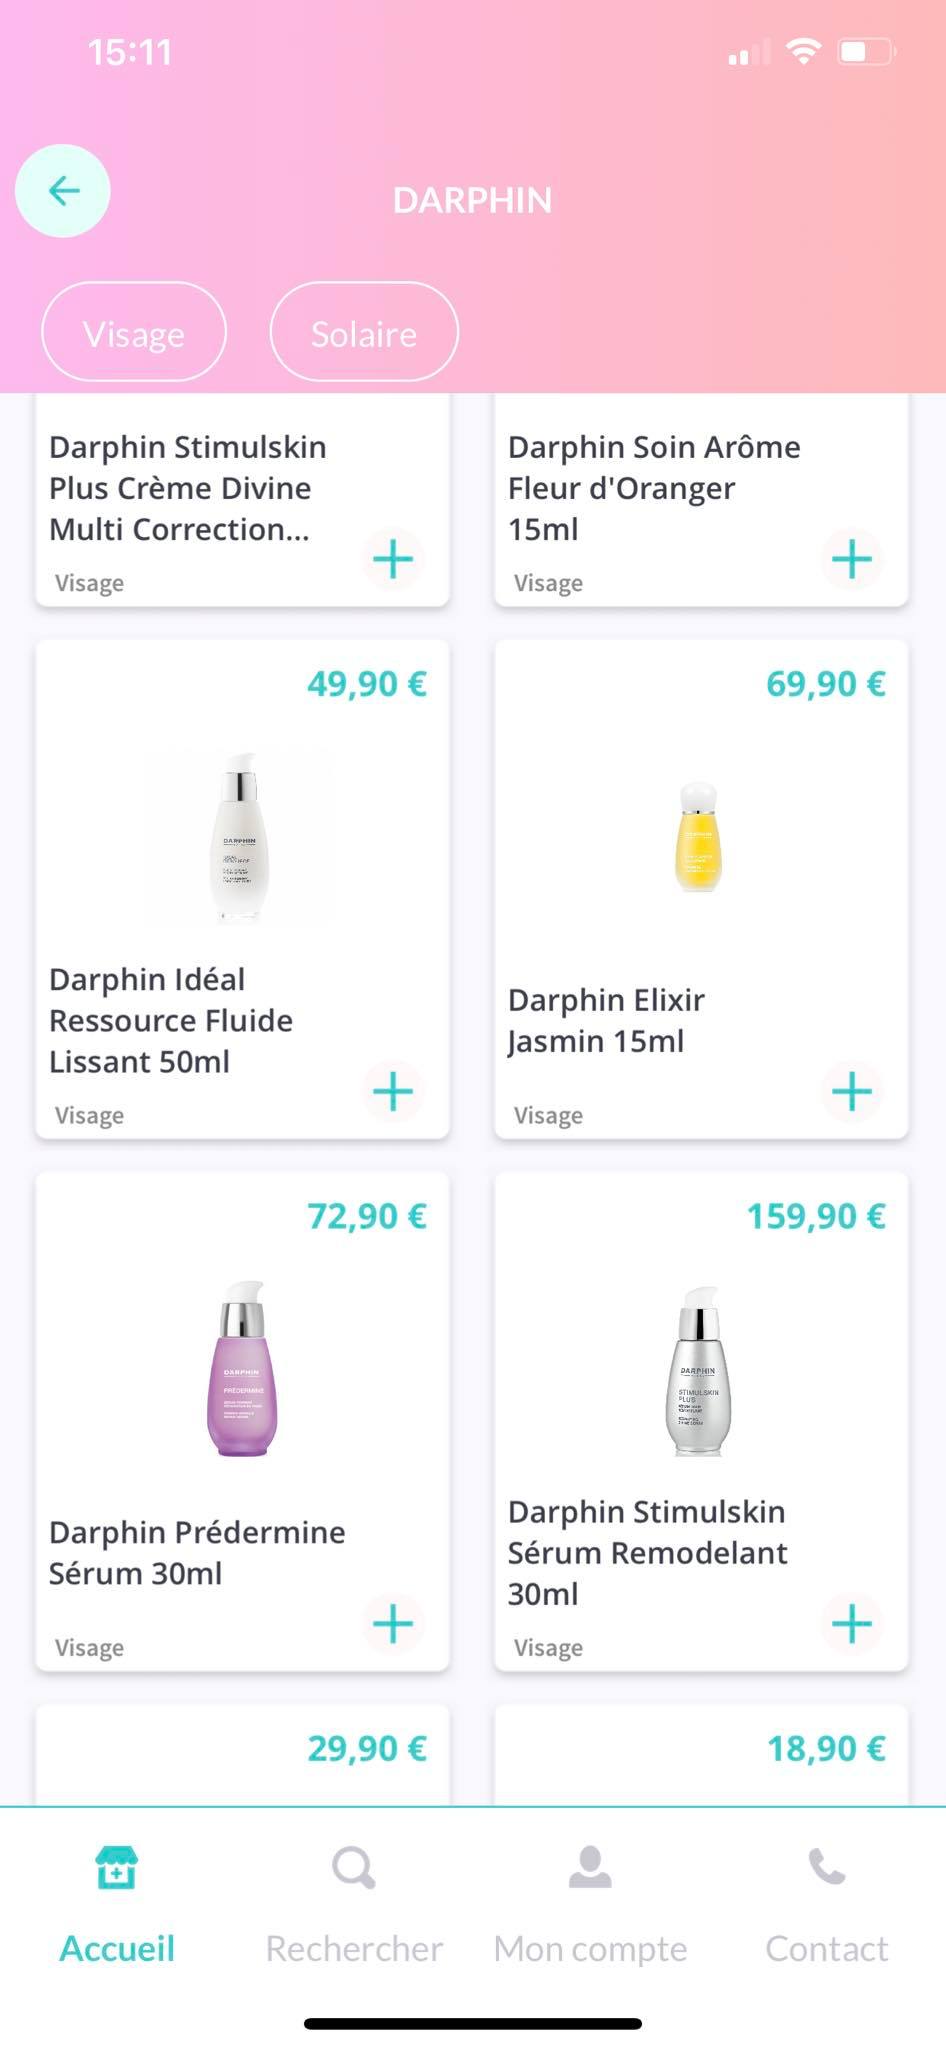 15:11
DARPHIN
Visage
Solaire
Darphin Stimulskin
Plus Crème Divine
Multi Correction...
Visage
Darphin Soin Arôme
Fleur d'Oranger
15ml
Visage
49,90 €
DARPHIN
Darphin Idéal
Ressource Fluide
Lissant 50ml
Visage
69,90 €
Darphin Elixir
Jasmin 15ml
Visage
72,90 €
DARPHIN
PRÉDERMINE
Darphin Prédermine
Sérum 30ml
Visage
159,90 €
DARPHIN
STIMULSKIN
PLUS
Darphin Stimulskin
Sérum Remodelant
30ml
Visage
29,90 €
18,90 €
Accueil
Rechercher
Mon compte
Contact